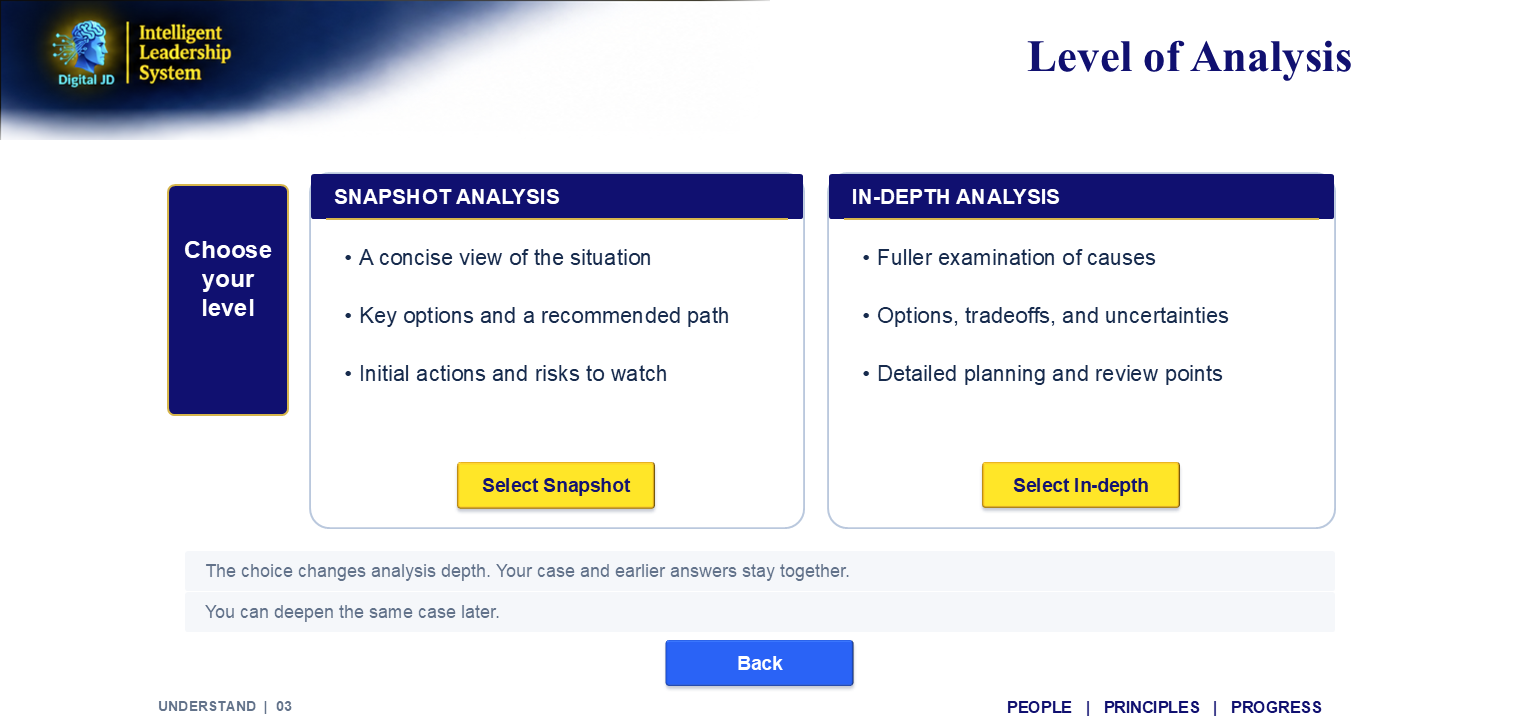 Digital JD
Intelligent
Leadership
System
Level of Analysis
Choose
your
level
SNAPSHOT ANALYSIS
• A concise view of the situation
• Key options and a recommended path
• Initial actions and risks to watch
Select Snapshot
IN-DEPTH ANALYSIS
• Fuller examination of causes
• Options, tradeoffs, and uncertainties
• Detailed planning and review points
Select In-depth
The choice changes analysis depth. Your case and earlier answers stay together.
You can deepen the same case later.
Back
UNDERSTAND | 03
PEOPLE | PRINCIPLES | PROGRESS